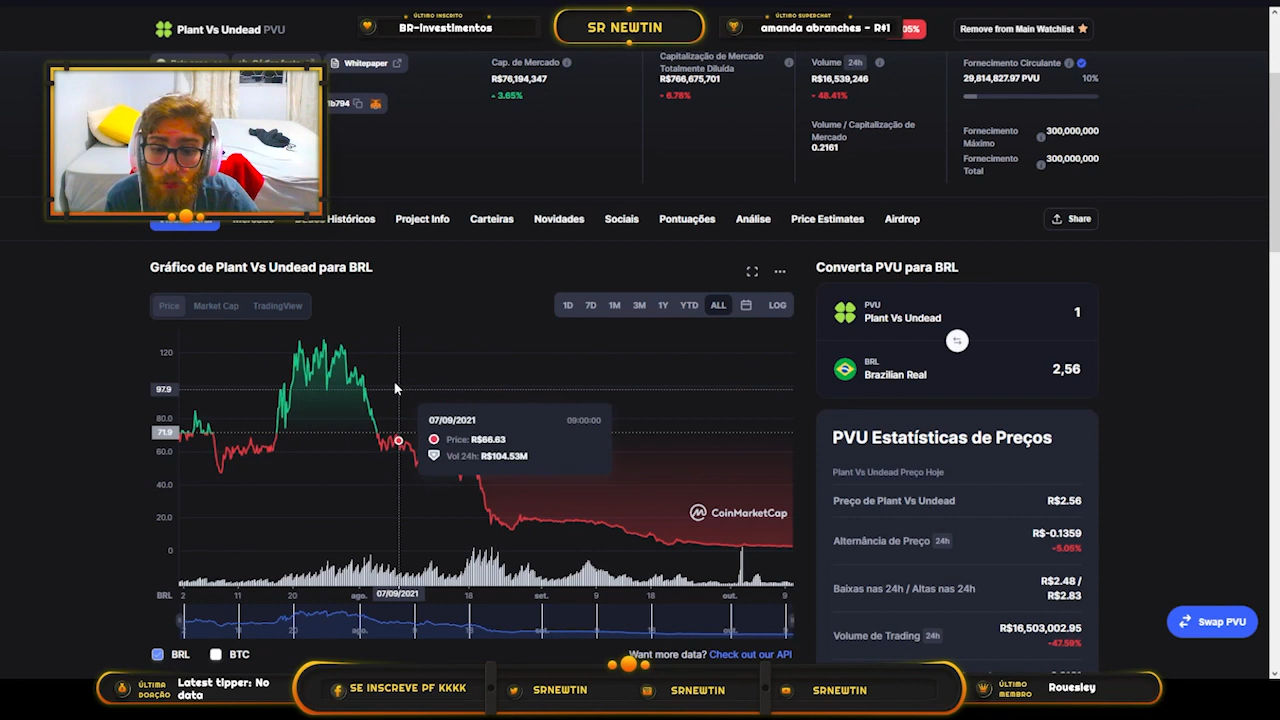 ÚLTIMO INSCRITO
BR-Investimentos
SR NEWTIN
ÚLTIMO SUPERCHAT
amanda abranches - R$1
05%
Plant Vs Undead PVU
Remove from Main Watchlist
Whitepaper
1b794
Cap. de Mercado
R$76,194,347
3.65%
Capitalização de Mercado
Totalmente Diluída
R$766,675,701
6.78%
Volume 24h
R$16,539,246
48.41%
Volume / Capitalização de
Mercado
0.2161
Fornecimento Circulante
29,814,827.97 PVU
10%
Fornecimento
Máximo
300,000,000
Fornecimento
Total
300,000,000
Históricos
Project Info
Carteiras
Novidades
Sociais
Pontuações
Análise
Price Estimates
Airdrop
Share
Gráfico de Plant Vs Undead para BRL
Price
Market Cap
TradingView
1D
7D
1M
3M
1Y
YTD
ALL
LOG
120
97.9
80.0
71.9
60.0
40.0
20.0
0
07/09/2021
09:00:00
Price: R$66.63
Vol 24h: R$104.53M
CoinMarketCap
BRL
2
11
20
ago.
07/09/2021
18
set.
9
18
out.
9
BRL
BTC
Want more data? Check out our API
Converta PVU para BRL
PVU
Plant Vs Undead
1
BRL
Brazilian Real
2,56
PVU Estatísticas de Preços
Plant Vs Undead Preço Hoje
Preço de Plant Vs Undead
R$2.56
Alternância de Preço 24h
R$-0.1359
-5.05%
Baixas nas 24h / Altas nas 24h
R$2.48 /
R$2.83
Volume de Trading 24h
R$16,503,002.95
-47.59%
Swap PVU
ÚLTIMA
DOAÇÃO
Latest tipper: No
data
SE INSCREVE PF KKKK
SRNEWTIN
SRNEWTIN
SRNEWTIN
ÚLTIMO
MEMBRO
Rouesley